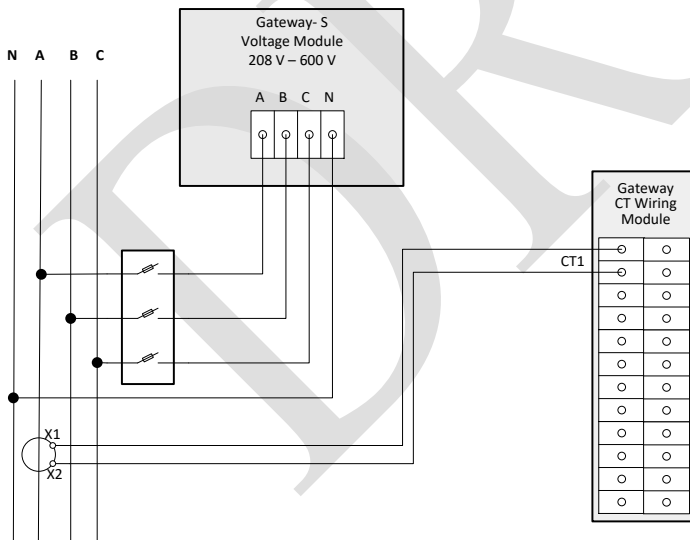 Gateway- S
Voltage Module
208 V – 600 V
N A B C
A B C N
Gateway
CT Wiring
Module
CT1
X1
X2